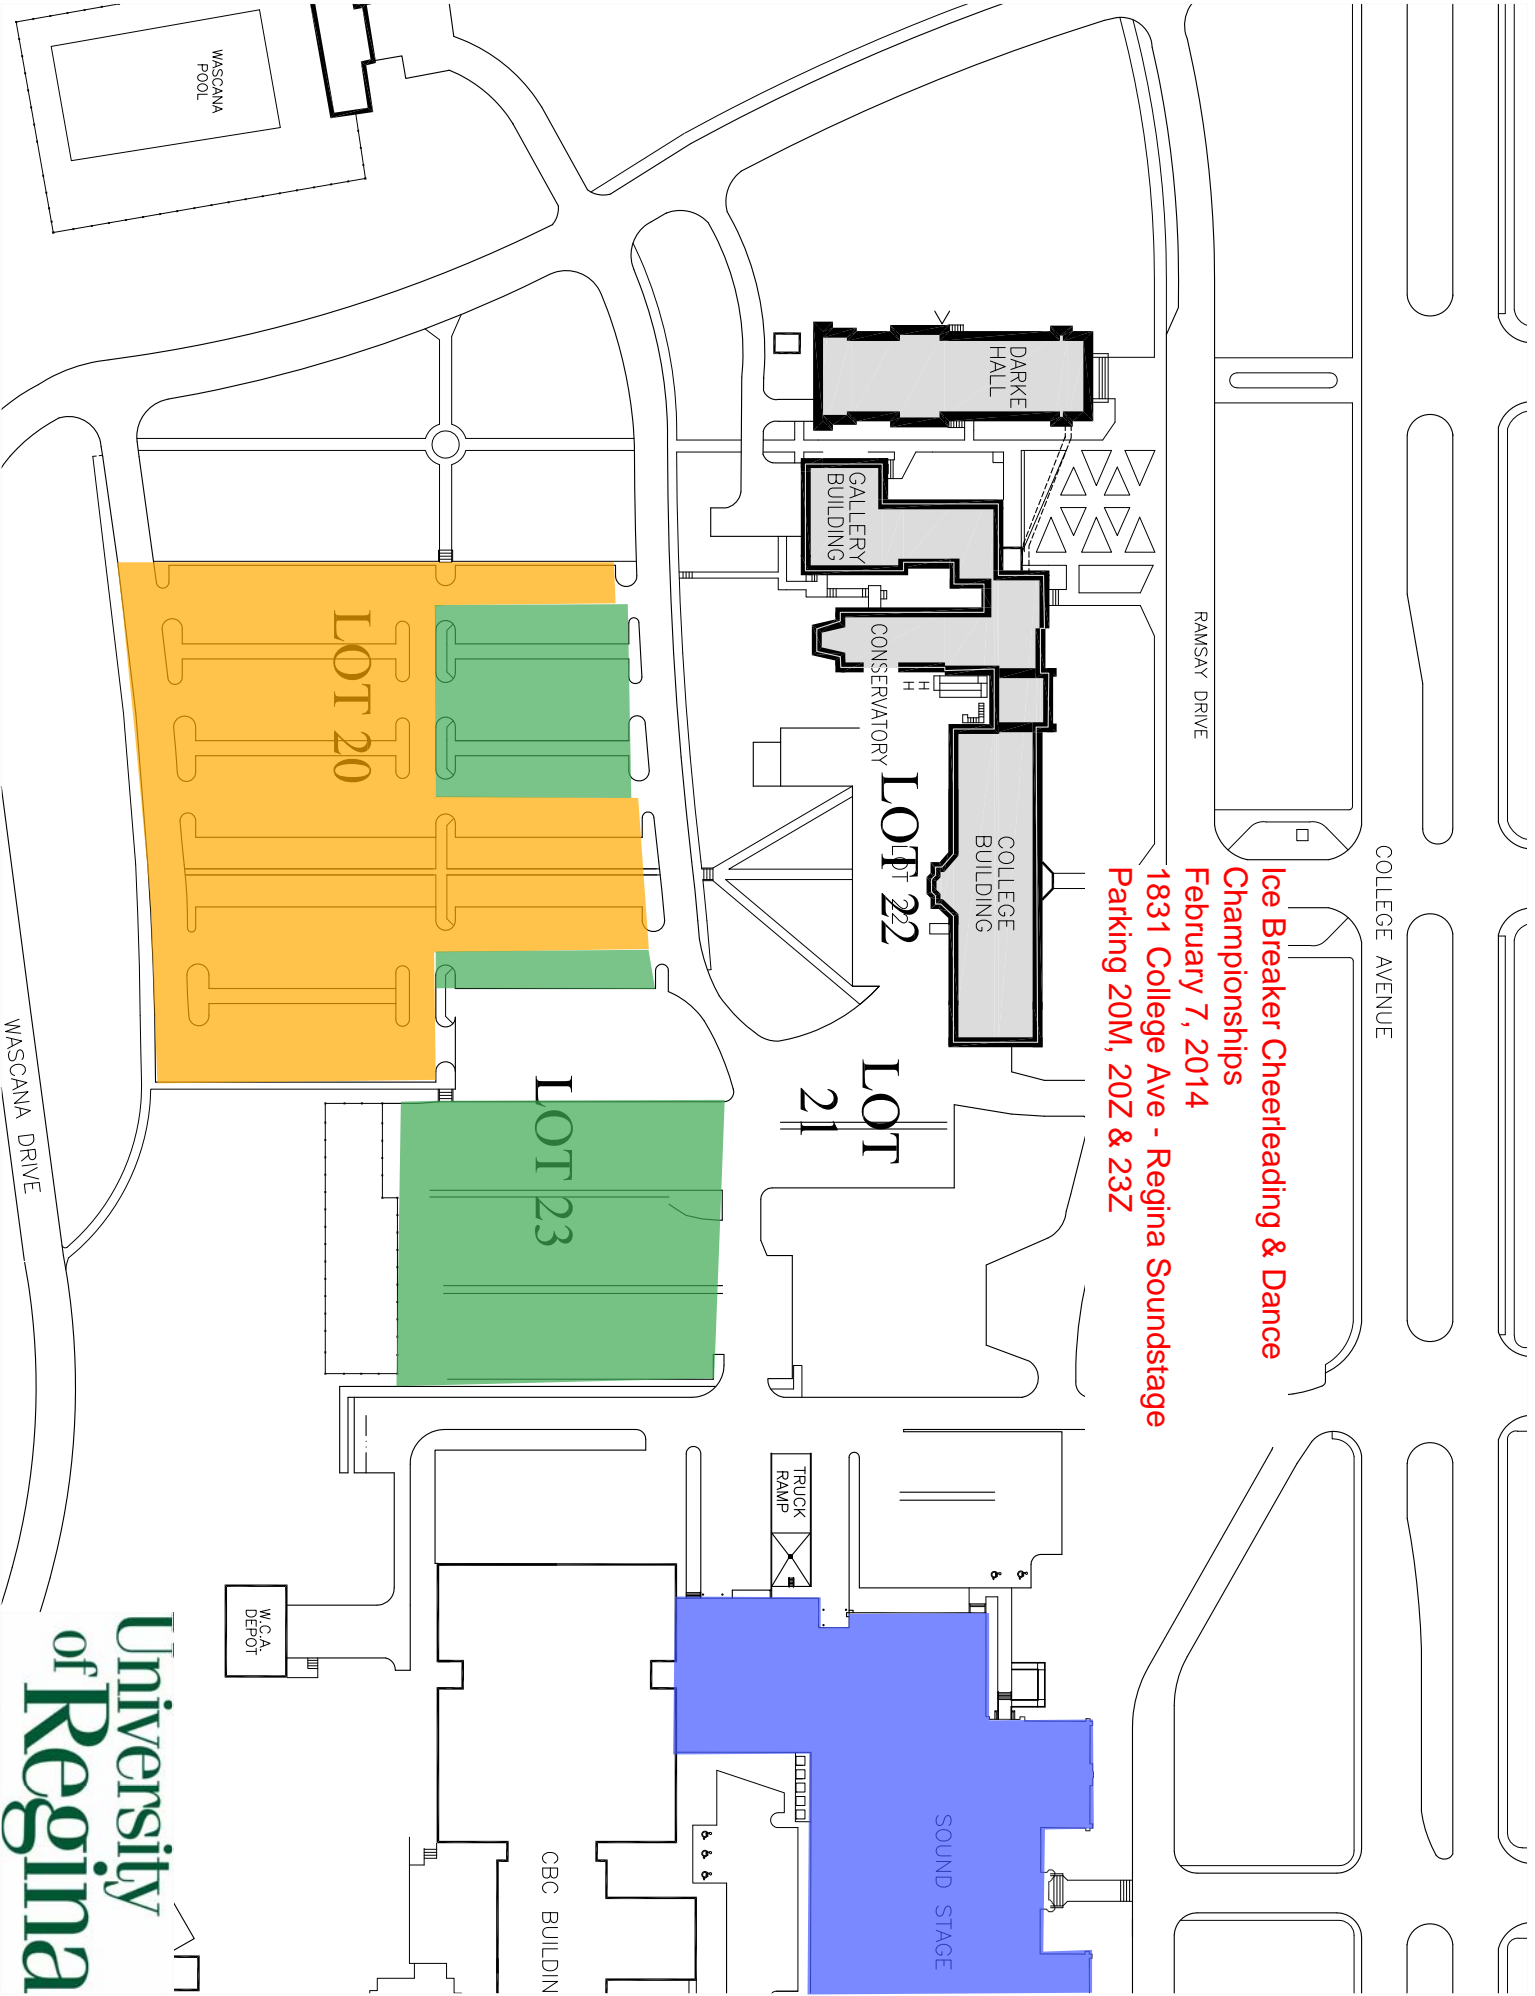 COLLEGE AVENUE
Ice Breaker Cheerleading & Dance
Championships
February 7, 2014
1831 College Ave - Regina Soundstage
Parking 20M, 20Z & 23Z
RAMSAY DRIVE
DARKE
HALL
COLLEGE
BUILDING
SOUND STAGE
LOT 22
LOT 22
H
H
CONSERVATORY
GALLERY
BUILDING
LOT
21
TRUCK
RAMP
LOT 23
CBC BUILDIN
LOT 20
WASCANA
POOL
W.C.A.
DEPOT
WASCANA DRIVE
University
of Regina